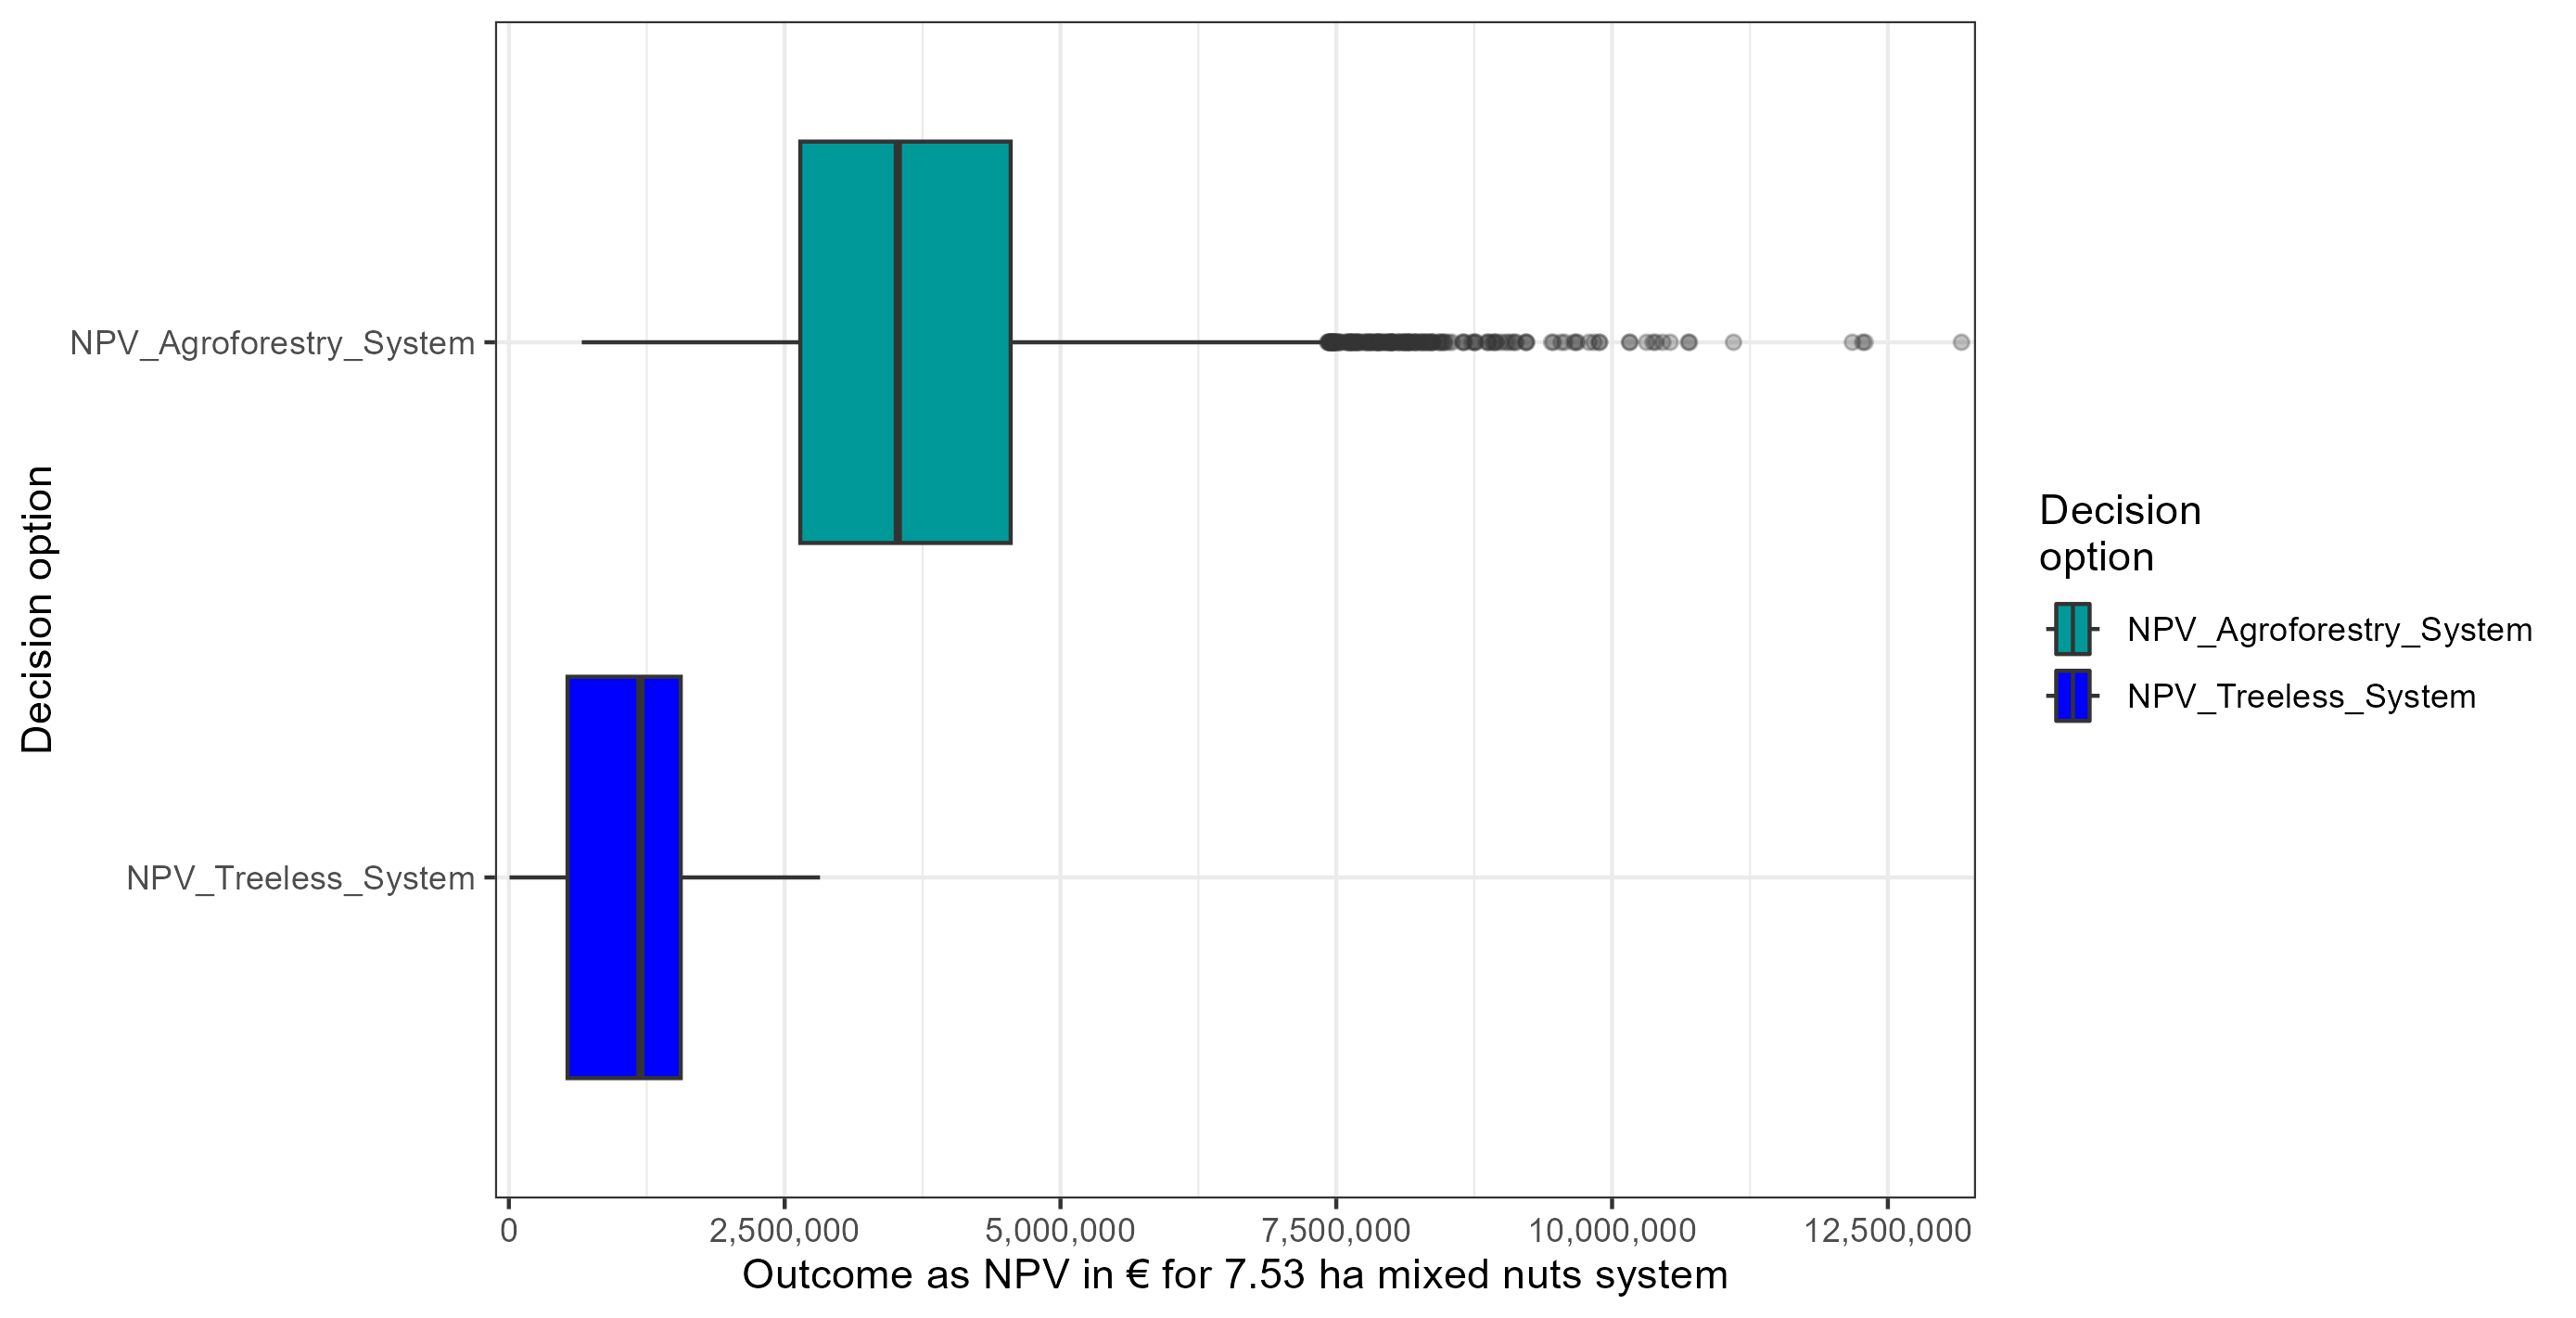 Decision option
NPV_Agroforestry_System
NPV_Treeless_System
0
2,500,000
5,000,000
7,500,000
10,000,000
12,500,000
Outcome as NPV in € for 7.53 ha mixed nuts system
Decision
option
NPV_Agroforestry_System
NPV_Treeless_System